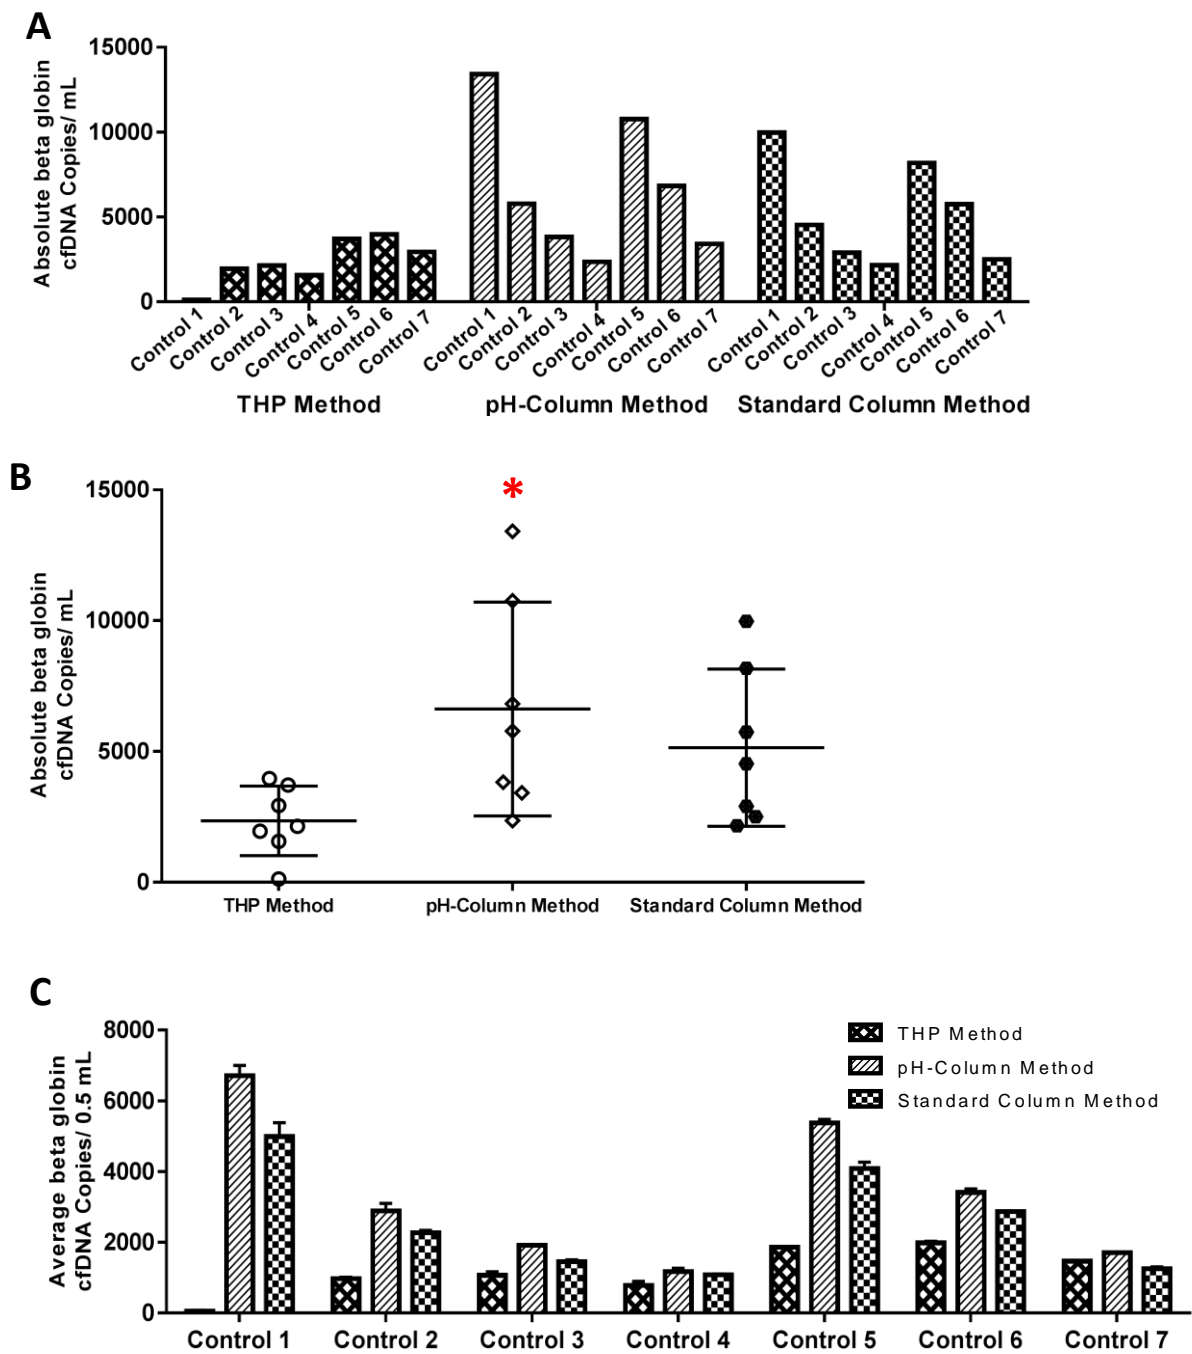 A
Absolute beta globin
cfDNA Copies/ mL
15000
10000
5000
0
Control 1
Control 2
Control 3
Control 4
Control 5
Control 6
Control 7
Control 1
Control 2
Control 3
Control 4
Control 5
Control 6
Control 7
Control 1
Control 2
Control 3
Control 4
Control 5
Control 6
Control 7
THP Method
pH-Column Method
Standard Column Method
B
Absolute beta globin
cfDNA Copies/ mL
15000
10000
5000
0
*
THP Method
pH-Column Method
Standard Column Method
C
Average beta globin
cfDNA Copies/ 0.5 mL
8000
6000
4000
2000
0
THP Method
pH-Column Method
Standard Column Method
Control 1
Control 2
Control 3
Control 4
Control 5
Control 6
Control 7